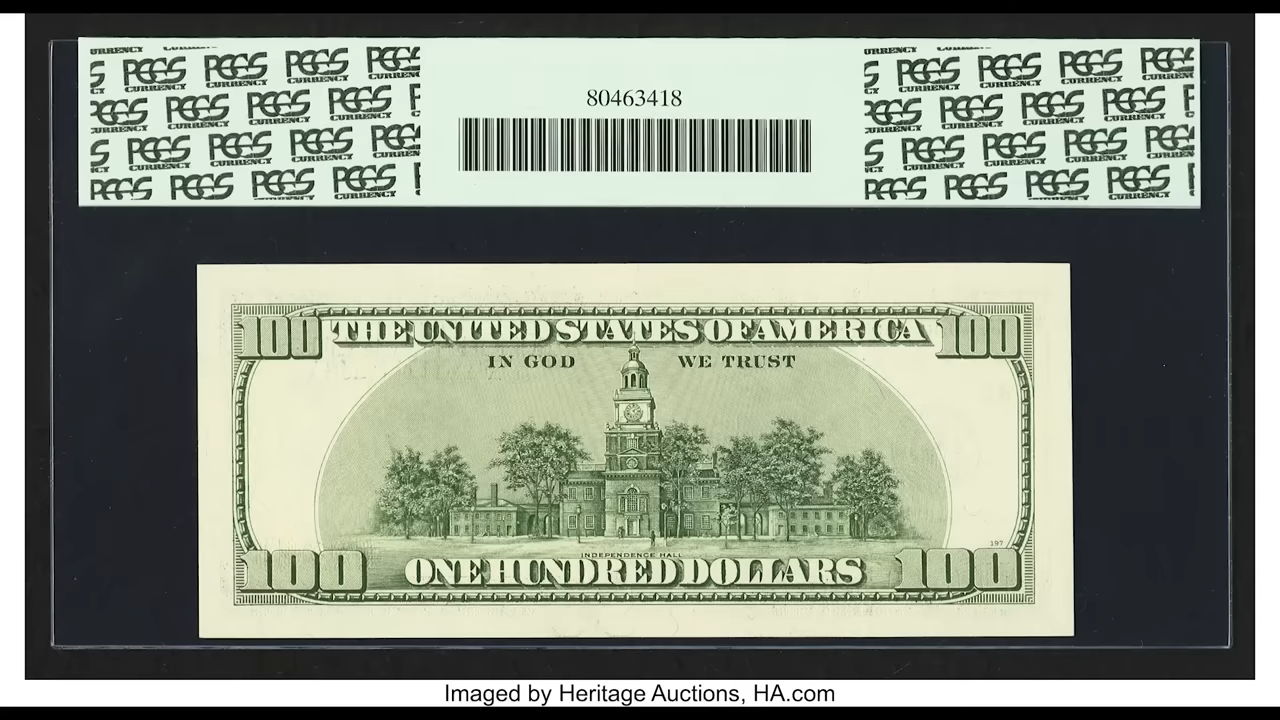 PCGS CURRENCY
80463418
100 THE UNITED STATES OF AMERICA 100
IN GOD WE TRUST
197
INDEPENDENCE HALL
100 ONE HUNDRED DOLLARS 100
Imaged by Heritage Auctions, HA.com